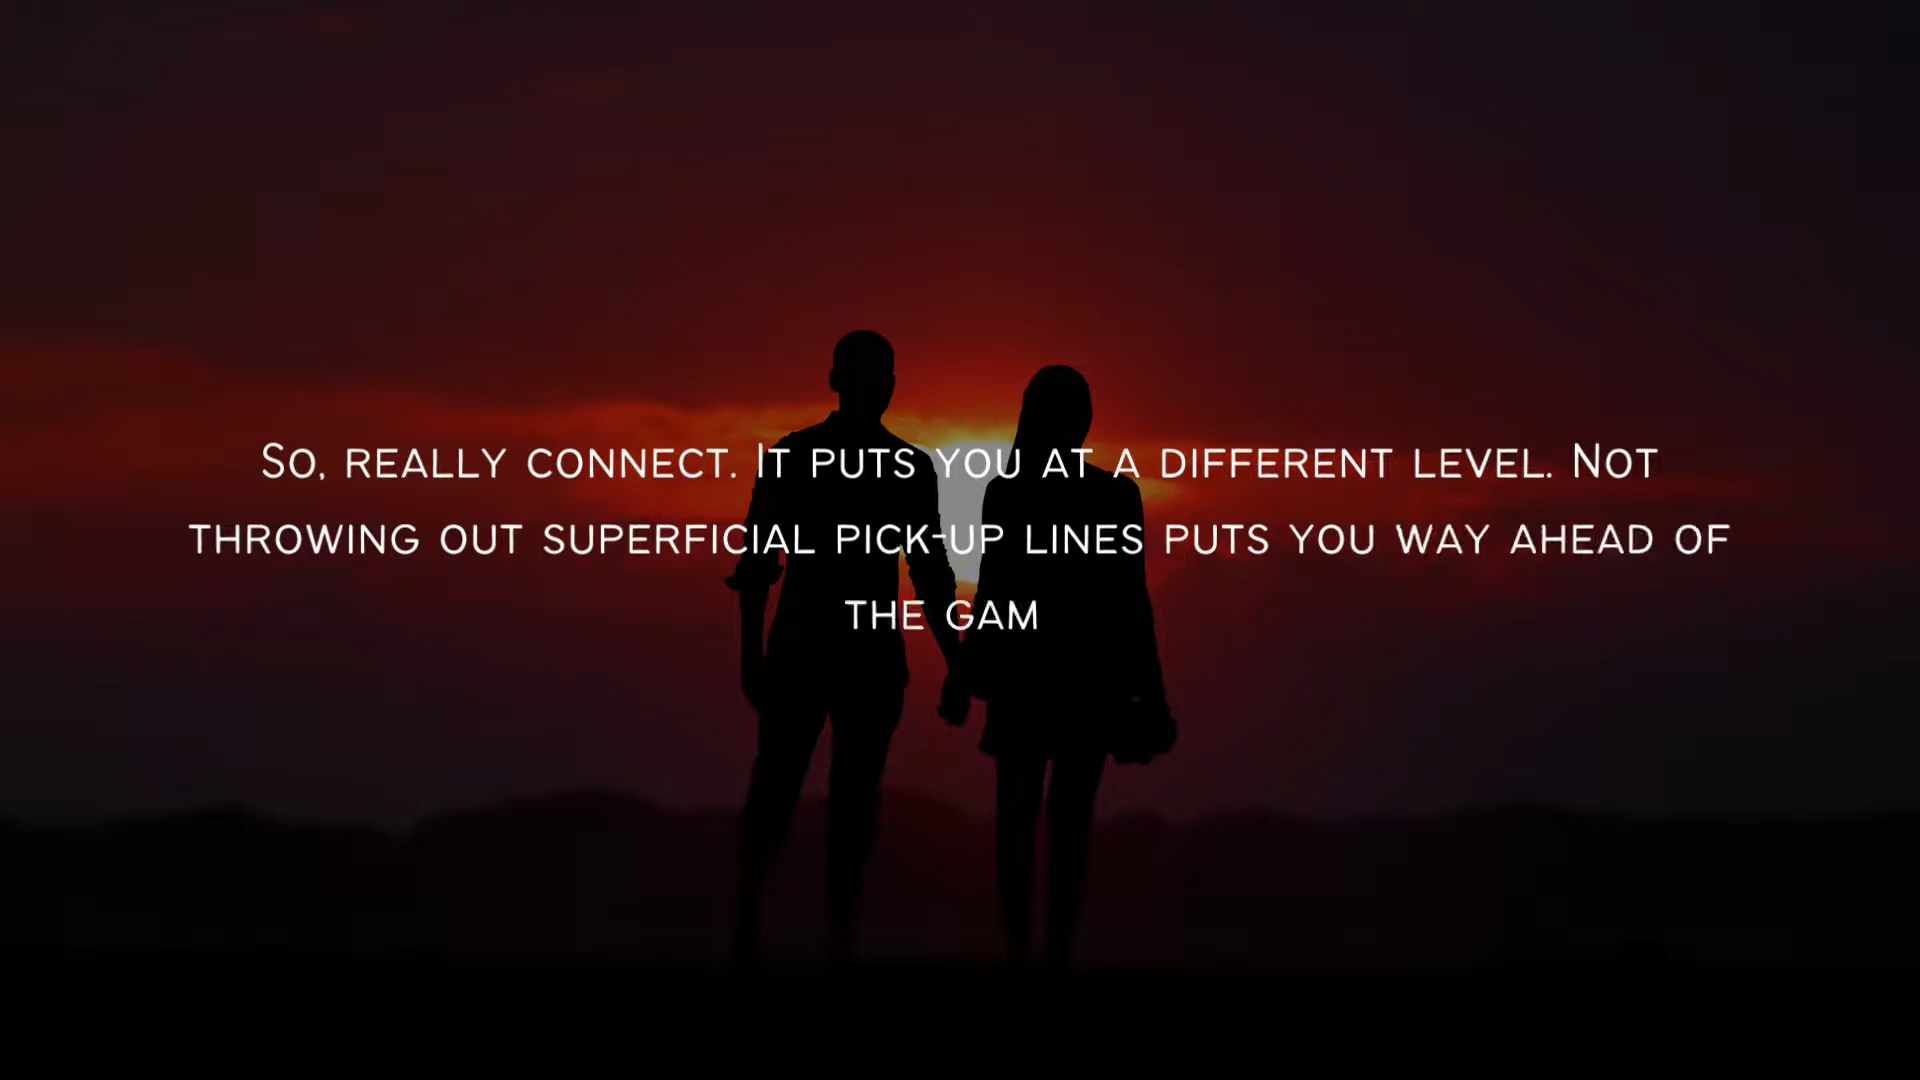 So, really connect. It puts you at a different level. Not
throwing out superficial pick-up lines puts you way ahead of
the gam